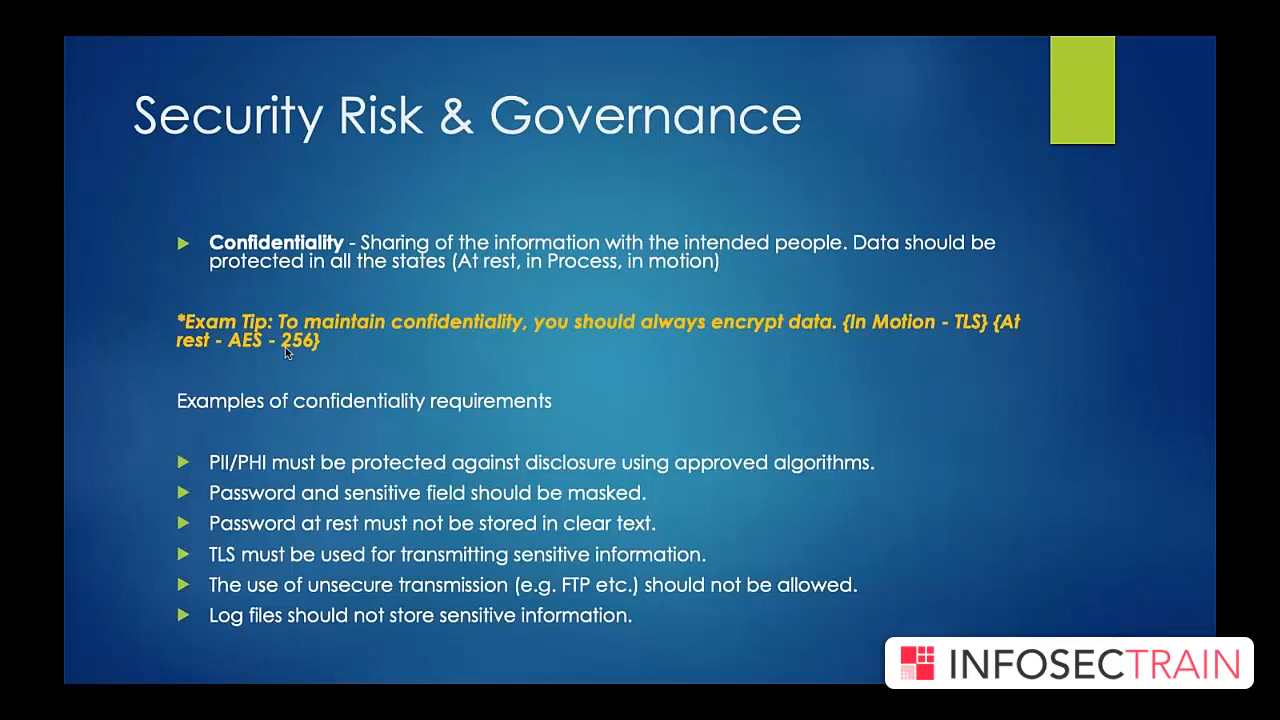 Security Risk & Governance
Confidentiality - Sharing of the information with the intended people. Data should be
protected in all the states (At rest, in Process, in motion)
*Exam Tip: To maintain confidentiality, you should always encrypt data. {In Motion - TLS} {At
rest - AES - 256}
Examples of confidentiality requirements
PII/PHI must be protected against disclosure using approved algorithms.
Password and sensitive field should be masked.
Password at rest must not be stored in clear text.
TLS must be used for transmitting sensitive information.
The use of unsecure transmission (e.g. FTP etc.) should not be allowed.
Log files should not store sensitive information.
INFOSECTRAIN